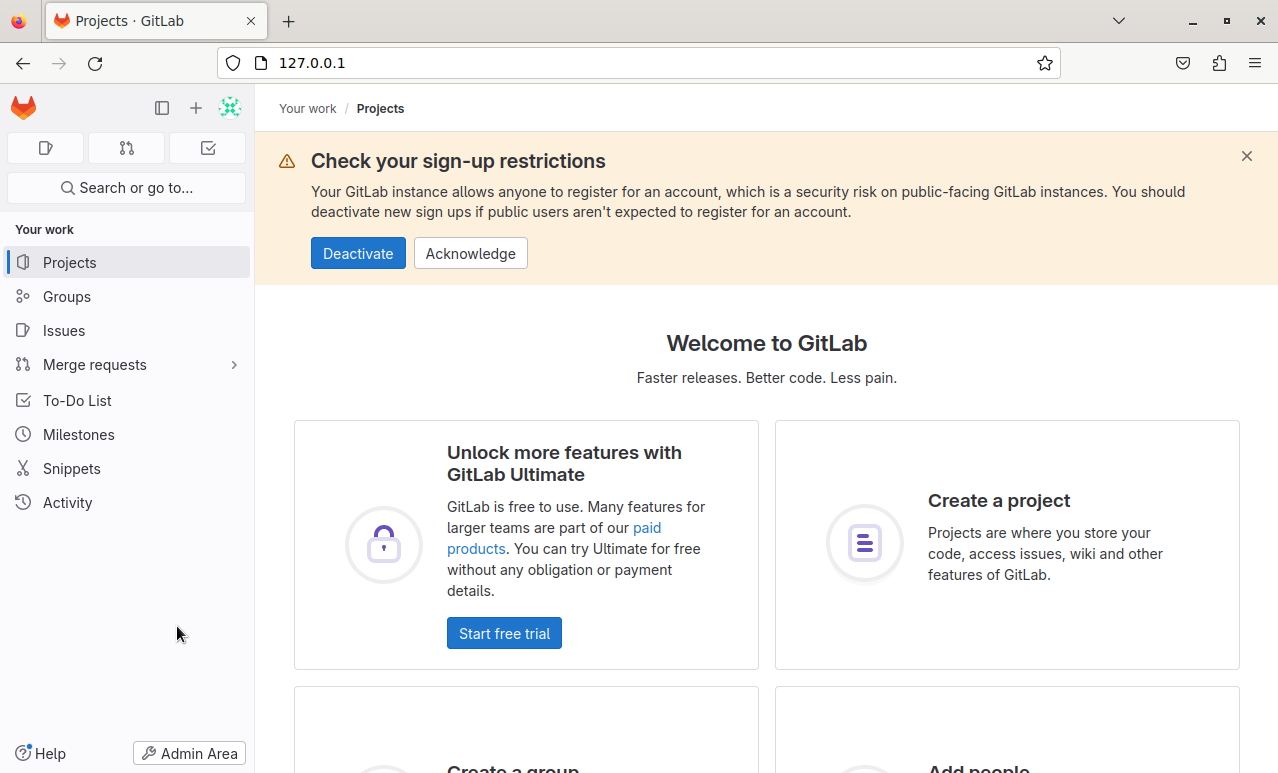 Projects · GitLab
127.0.0.1
Your work / Projects
Search or go to...
Your work
Projects
Groups
Issues
Merge requests
To-Do List
Milestones
Snippets
Activity
Help
Admin Area
Check your sign-up restrictions
Your GitLab instance allows anyone to register for an account, which is a security risk on public-facing GitLab instances. You should
deactivate new sign ups if public users aren't expected to register for an account.
Deactivate
Acknowledge
Welcome to GitLab
Faster releases. Better code. Less pain.
Unlock more features with
GitLab Ultimate
GitLab is free to use. Many features for
larger teams are part of our paid
products. You can try Ultimate for free
without any obligation or payment
details.
Start free trial
Create a project
Projects are where you store your
code, access issues, wiki and other
features of GitLab.
Create a group
Add people